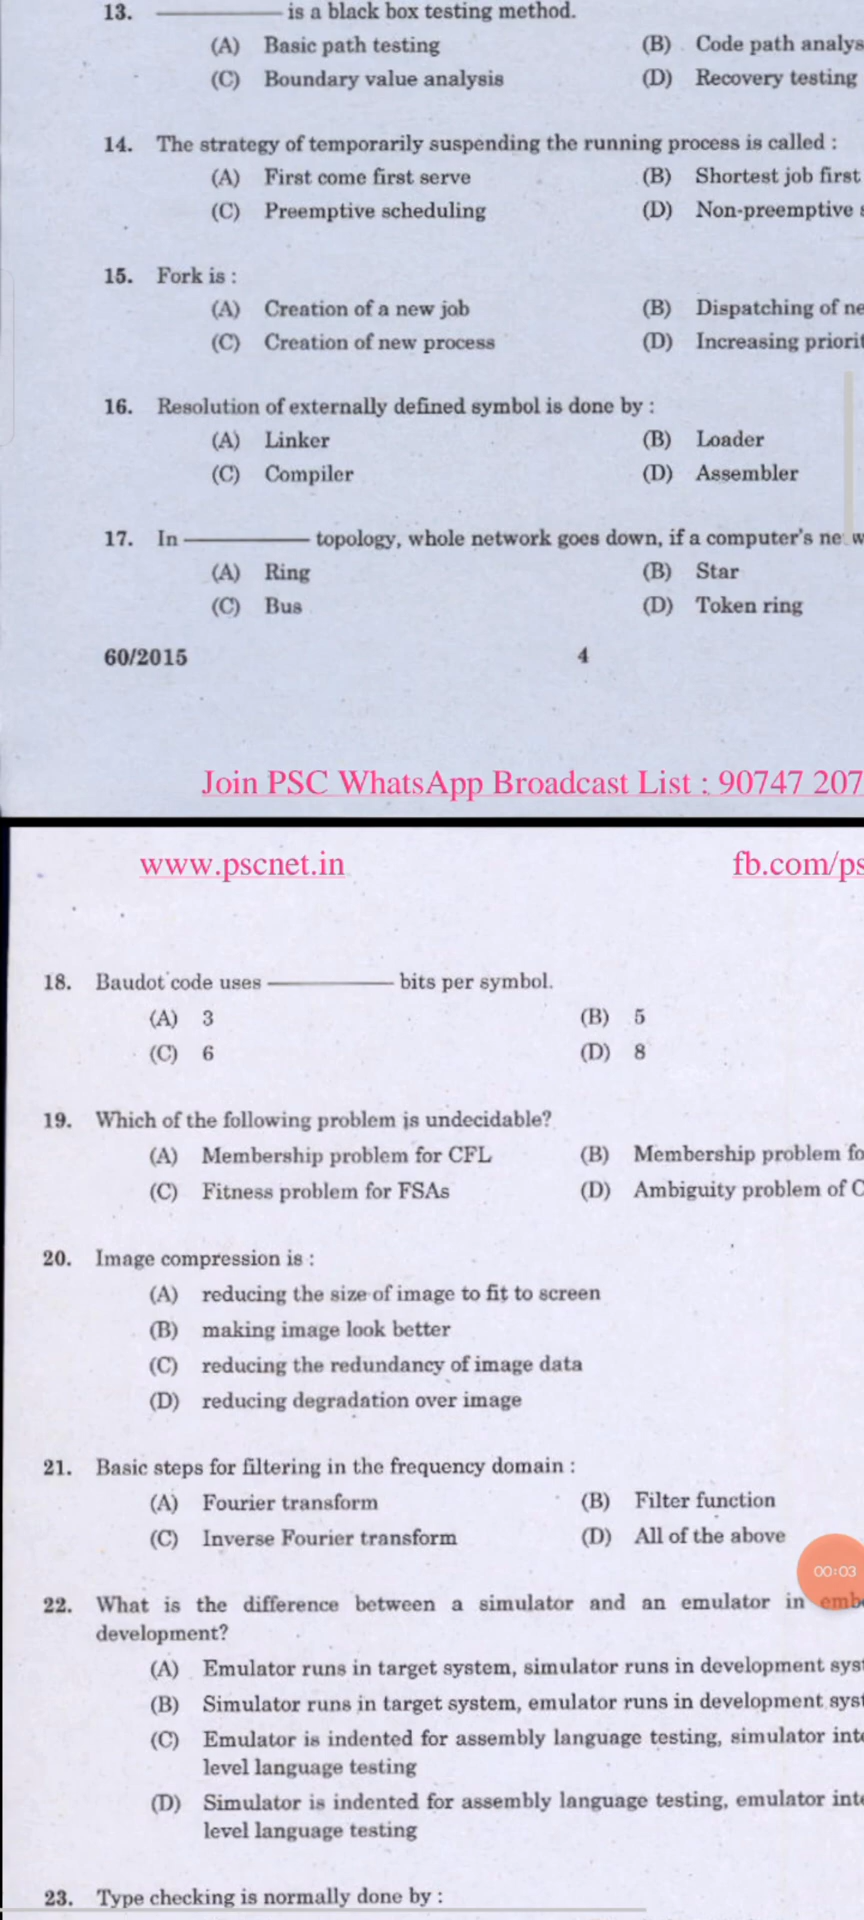 13. ———— is a black box testing method.
(A) Basic path testing (B) Code path analys
(C) Boundary value analysis (D) Recovery testing
14. The strategy of temporarily suspending the running process is called :
(A) First come first serve (B) Shortest job first
(C) Preemptive scheduling (D) Non-preemptive
15. Fork is :
(A) Creation of a new job (B) Dispatching of ne
(C) Creation of new process (D) Increasing priorit
16. Resolution of externally defined symbol is done by :
(A) Linker (B) Loader
(C) Compiler (D) Assembler
17. In ———— topology, whole network goes down, if a computer's
(A) Ring (B) Star
(C) Bus (D) Token ring
60/2015 4
Join PSC WhatsApp Broadcast List : 90747 207
www.pscnet.in fb.com/ps
18. Baudot code uses ———— bits per symbol.
(A) 3 (B) 5
(C) 6 (D) 8
19. Which of the following problem is undecidable?
(A) Membership problem for CFL (B) Membership problem fo
(C) Fitness problem for FSAs (D) Ambiguity problem of C
20. Image compression is :
(A) reducing the size of image to fit to screen
(B) making image look better
(C) reducing the redundancy of image data
(D) reducing degradation over image
21. Basic steps for filtering in the frequency domain :
(A) Fourier transform (B) Filter function
(C) Inverse Fourier transform (D) All of the above
00:03
22. What is the difference between a simulator and an emulator in emb
development?
(A) Emulator runs in target system, simulator runs in development syst
(B) Simulator runs in target system, emulator runs in development syst
(C) Emulator is indented for assembly language testing, simulator inte
level language testing
(D) Simulator is indented for assembly language testing, emulator inte
level language testing
23. Type checking is normally done by :